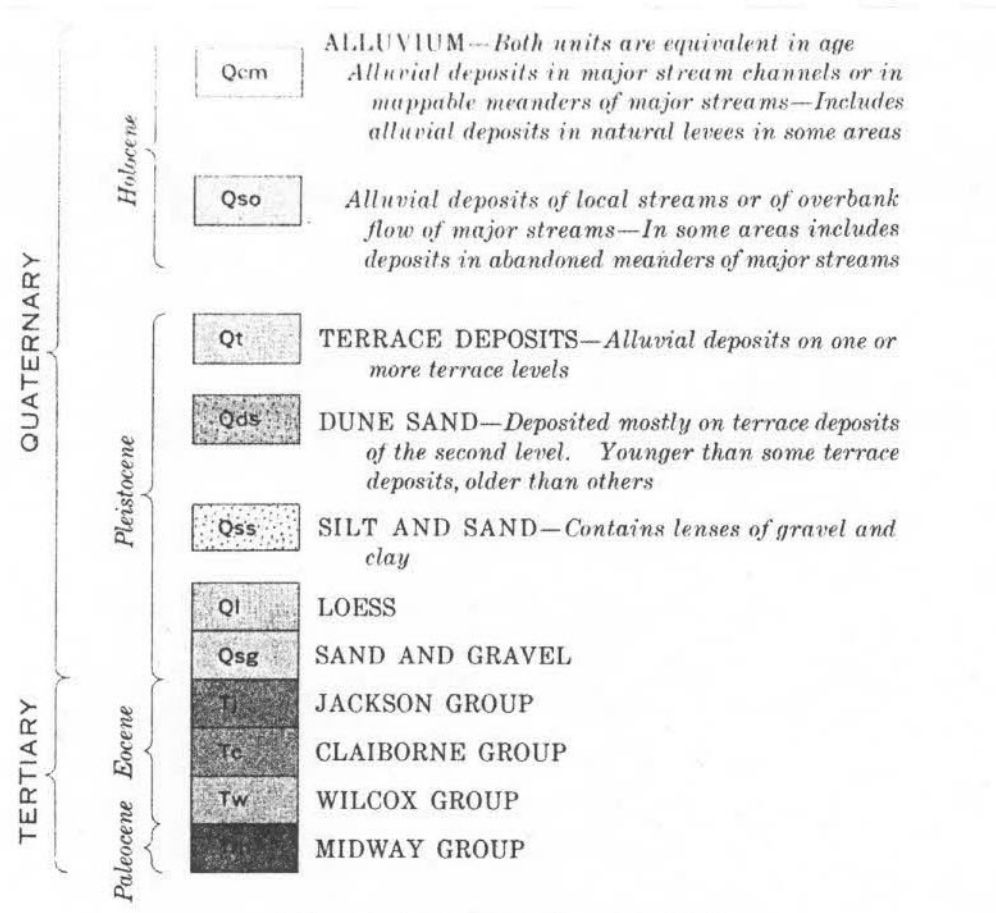 QUATERNARY
TERTIARY
Holocene
Pleistocene
Eocene
Paleocene
Qcm
ALLUVIUM—Both units are equivalent in age
Alluvial deposits in major stream channels or in
mappable meanders of major streams—Includes
alluvial deposits in natural levees in some areas
Qso
Alluvial deposits of local streams or of overbank
flow of major streams—In some areas includes
deposits in abandoned meanders of major streams
Qt
TERRACE DEPOSITS—Alluvial deposits on one or
more terrace levels
Qds
DUNE SAND—Deposited mostly on terrace deposits
of the second level. Younger than some terrace
deposits, older than others
Qss
SILT AND SAND—Contains lenses of gravel and
clay
Ql
LOESS
Qsg
SAND AND GRAVEL
Tj
JACKSON GROUP
Tc
CLAIBORNE GROUP
Tw
WILCOX GROUP
MIDWAY GROUP